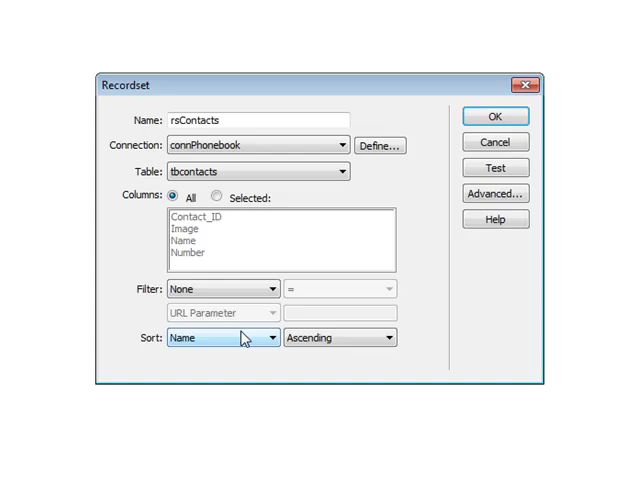 Recordset
Name: rsContacts
OK
Connection: connPhonebook Define...
Cancel
Table: tbcontacts
Test
Columns: All Selected:
Advanced...
Contact_ID
Image
Name
Number
Help
Filter: None =
URL Parameter
Sort: Name Ascending